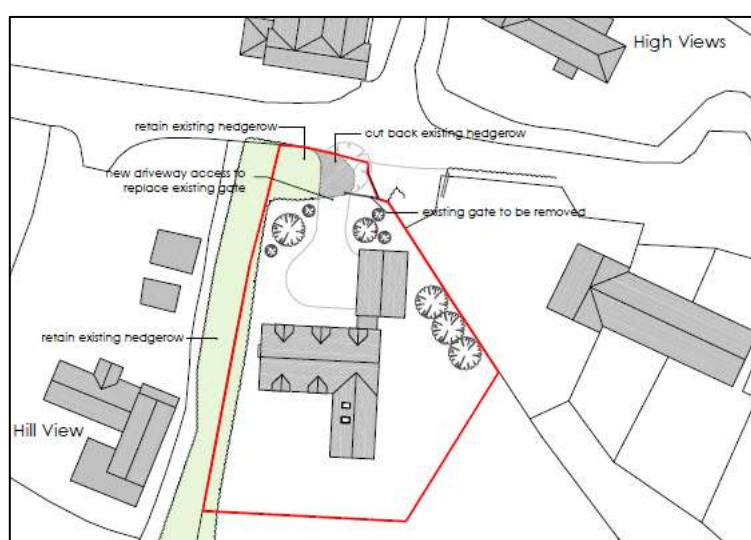 High Views
retain existing hedgerow
cut back existing hedgerow
new driveway access to
replace existing gate
existing gate to be removed
retain existing hedgerow
Hill View